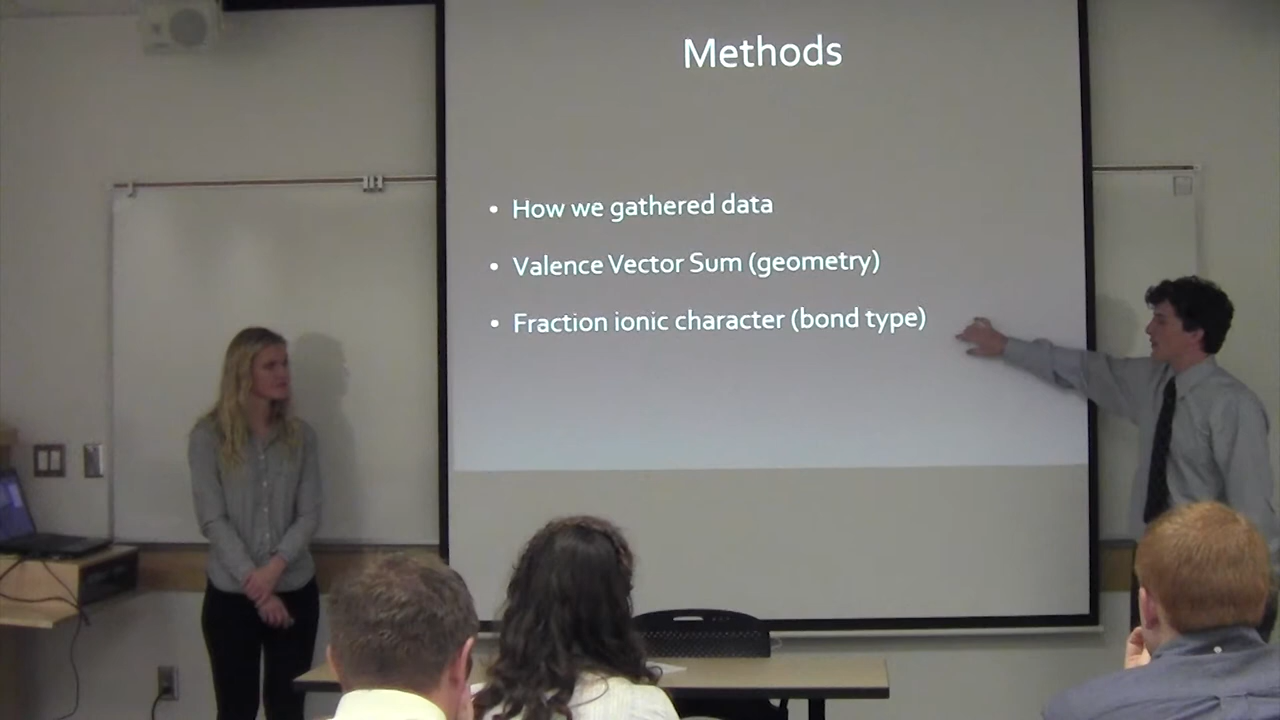 Methods
• How we gathered data
• Valence Vector Sum (geometry)
• Fraction ionic character (bond type)